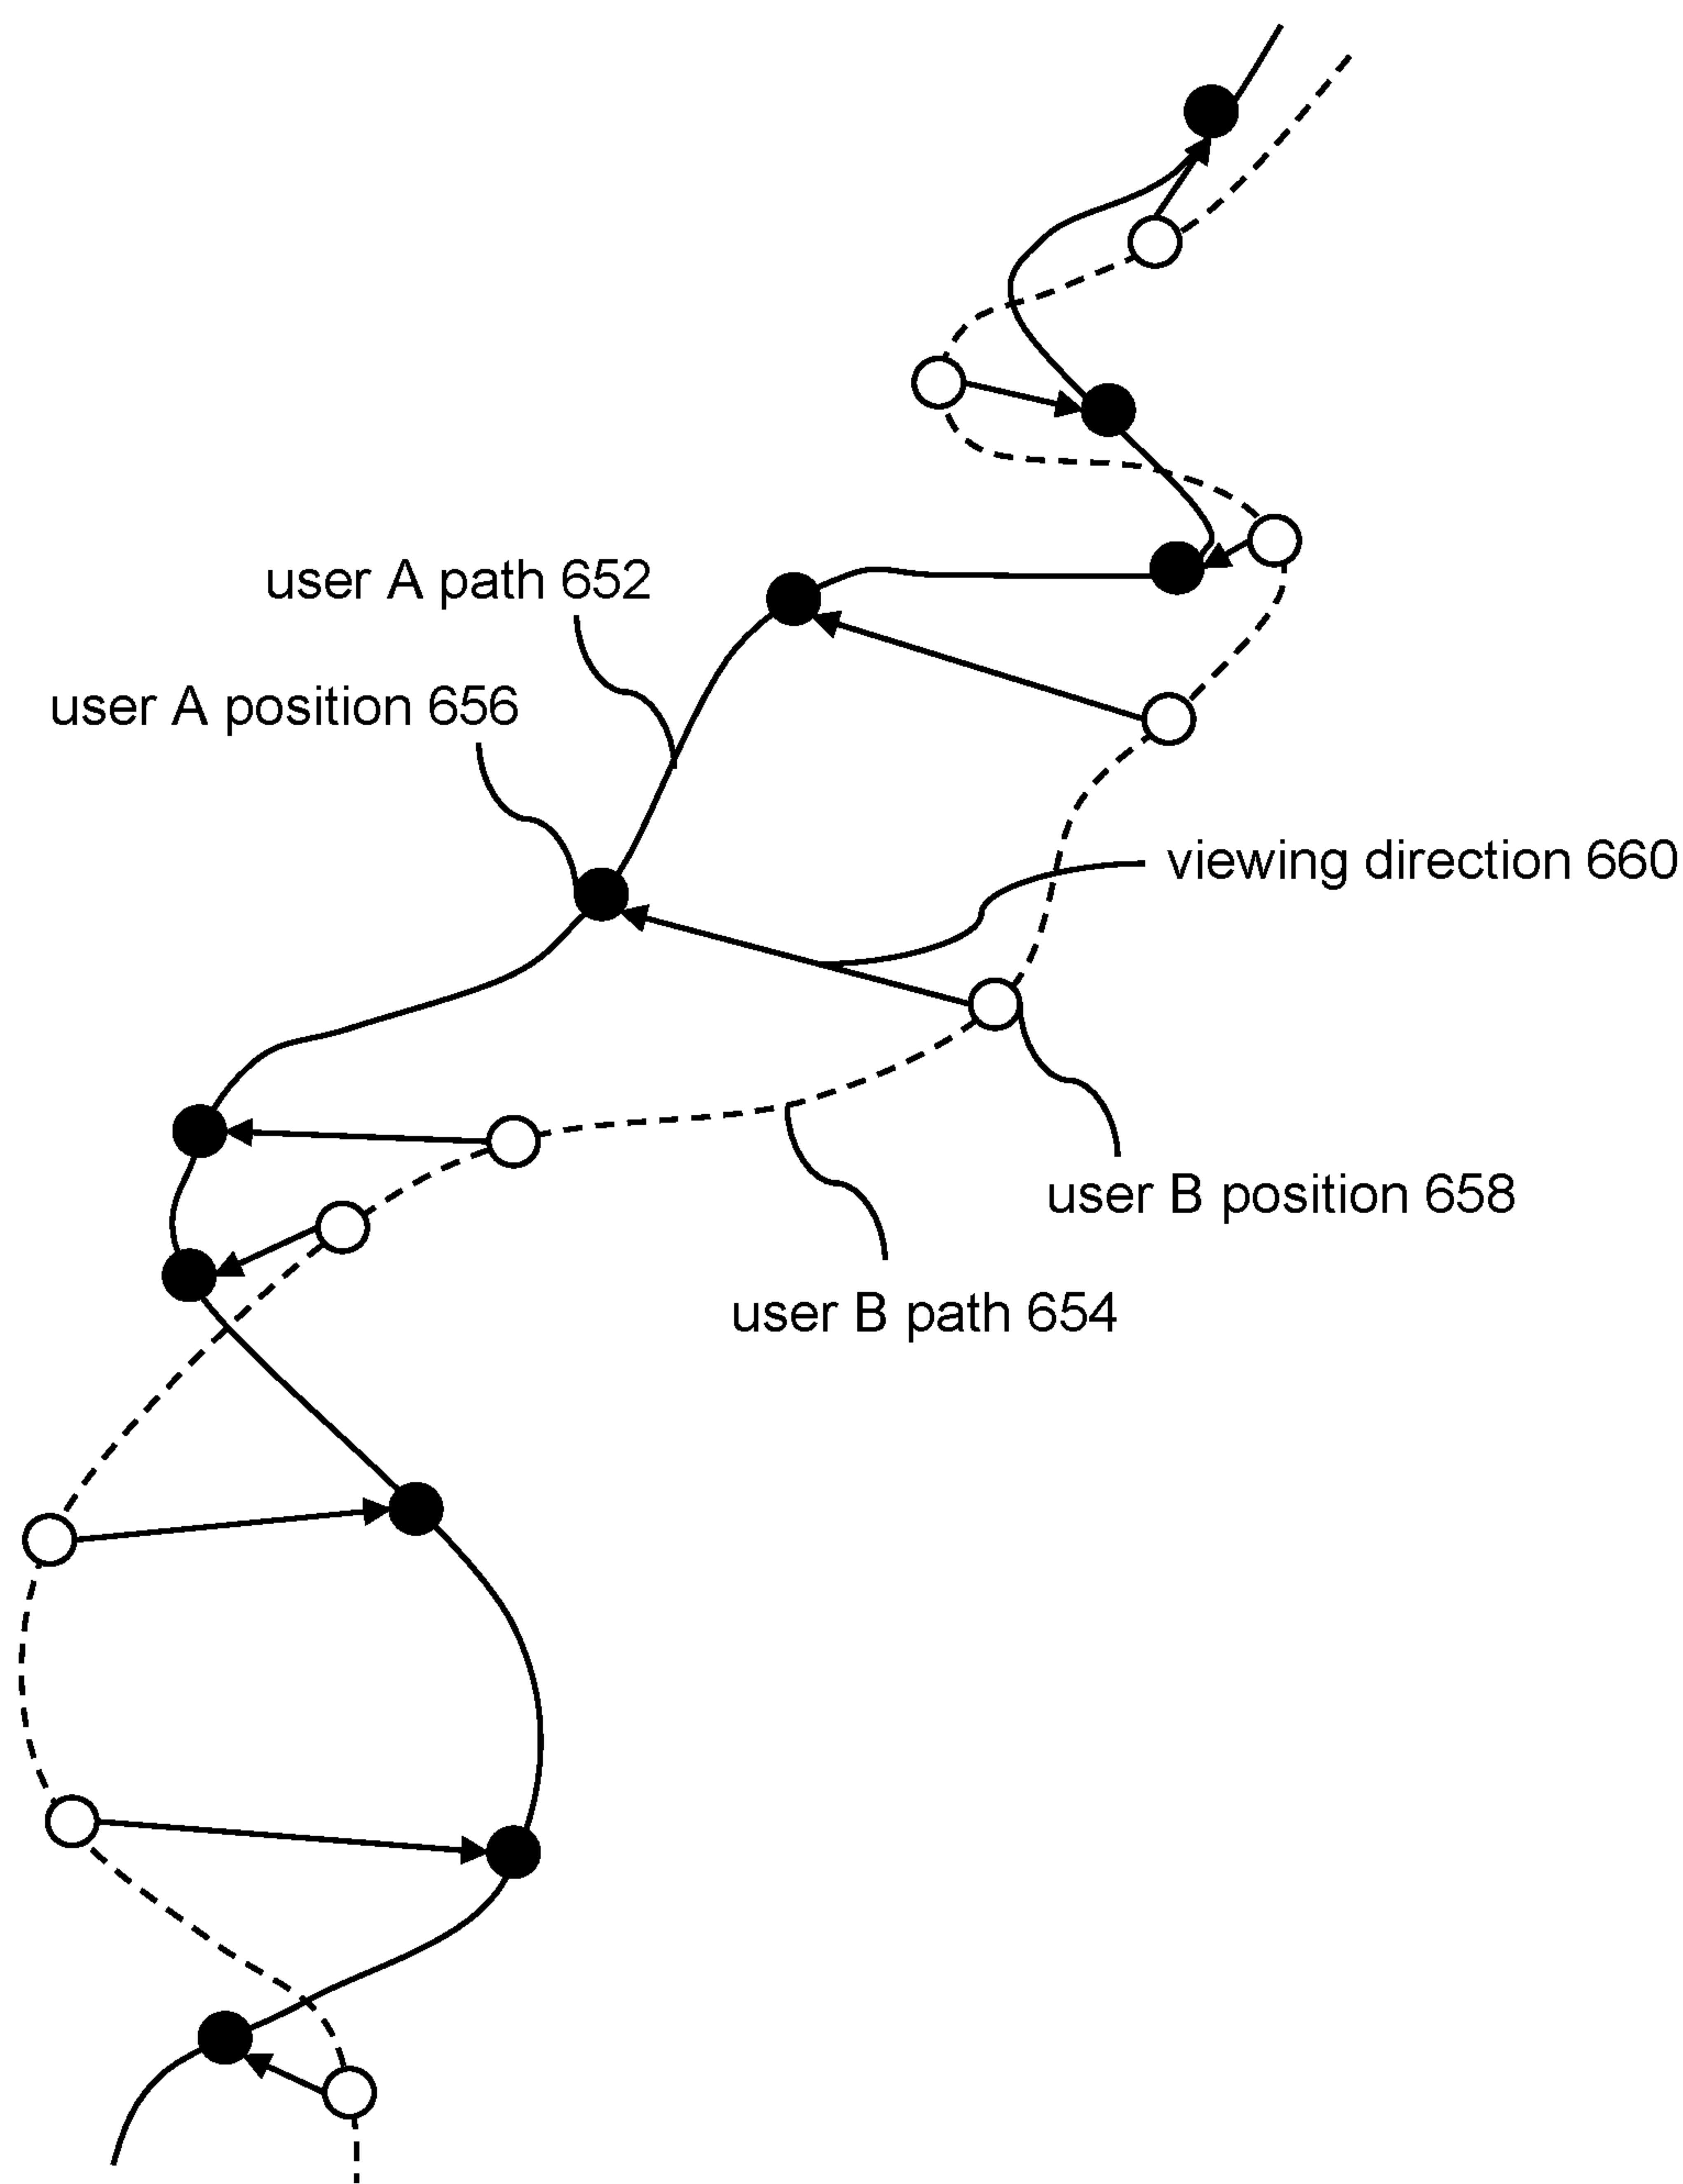 user A path 652
user A position 656
viewing direction 660
user B position 658
user B path 654